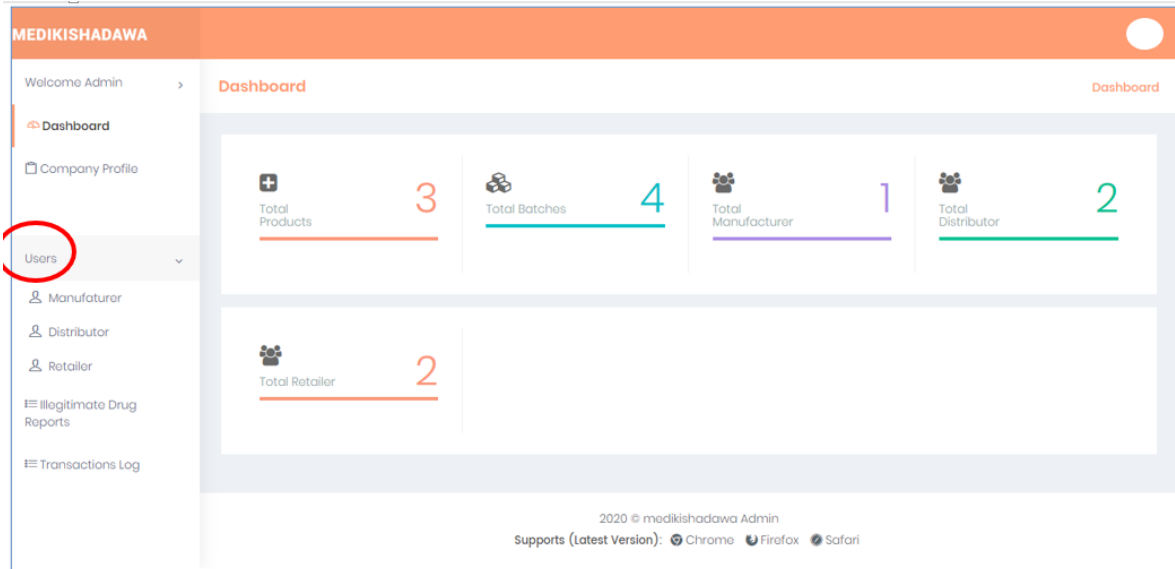 MEDIKISHADAWA
Welcome Admin
Dashboard
Company Profile
Users
Manufaturer
Distributor
Retailer
Illegitimate Drug
Reports
Transactions Log
Dashboard
Dashboard
Total
Products
3
Total Batches
4
Total
Manufacturer
1
Total
Distributor
2
Total Retailer
2
2020 © medikishadawa Admin
Supports (Latest Version): Chrome Firefox Safari